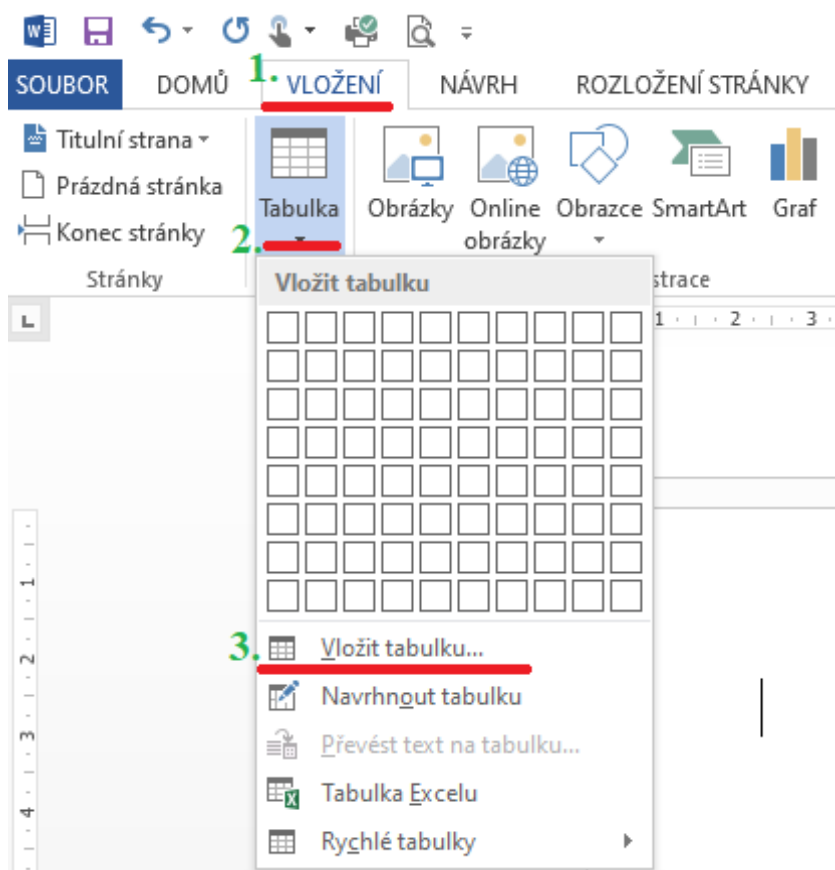 1.
SOUBOR DOMŮ VLOŽENÍ NÁVRH ROZLOŽENÍ STRÁNKY
Titulní strana
Prázdná stránka
Konec stránky
Stránky
2.
Tabulka
Obrázky
Online
obrázky
Obrazce
SmartArt
Graf
strace
Vložit tabulku
1 2 3
3.
Vložit tabulku...
Navrhnout tabulku
Převést text na tabulku...
Tabulka Excelu
Rychlé tabulky
1
2
3
4